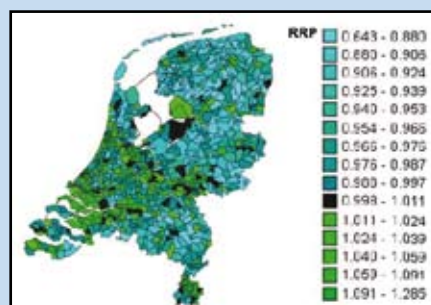 RRP
0.643 - 0.880
0.880 - 0.906
0.906 - 0.924
0.925 - 0.939
0.940 - 0.953
0.954 - 0.965
0.966 - 0.975
0.976 - 0.987
0.988 - 0.997
0.998 - 1.011
1.011 - 1.024
1.024 - 1.039
1.040 - 1.059
1.059 - 1.091
1.091 - 1.285